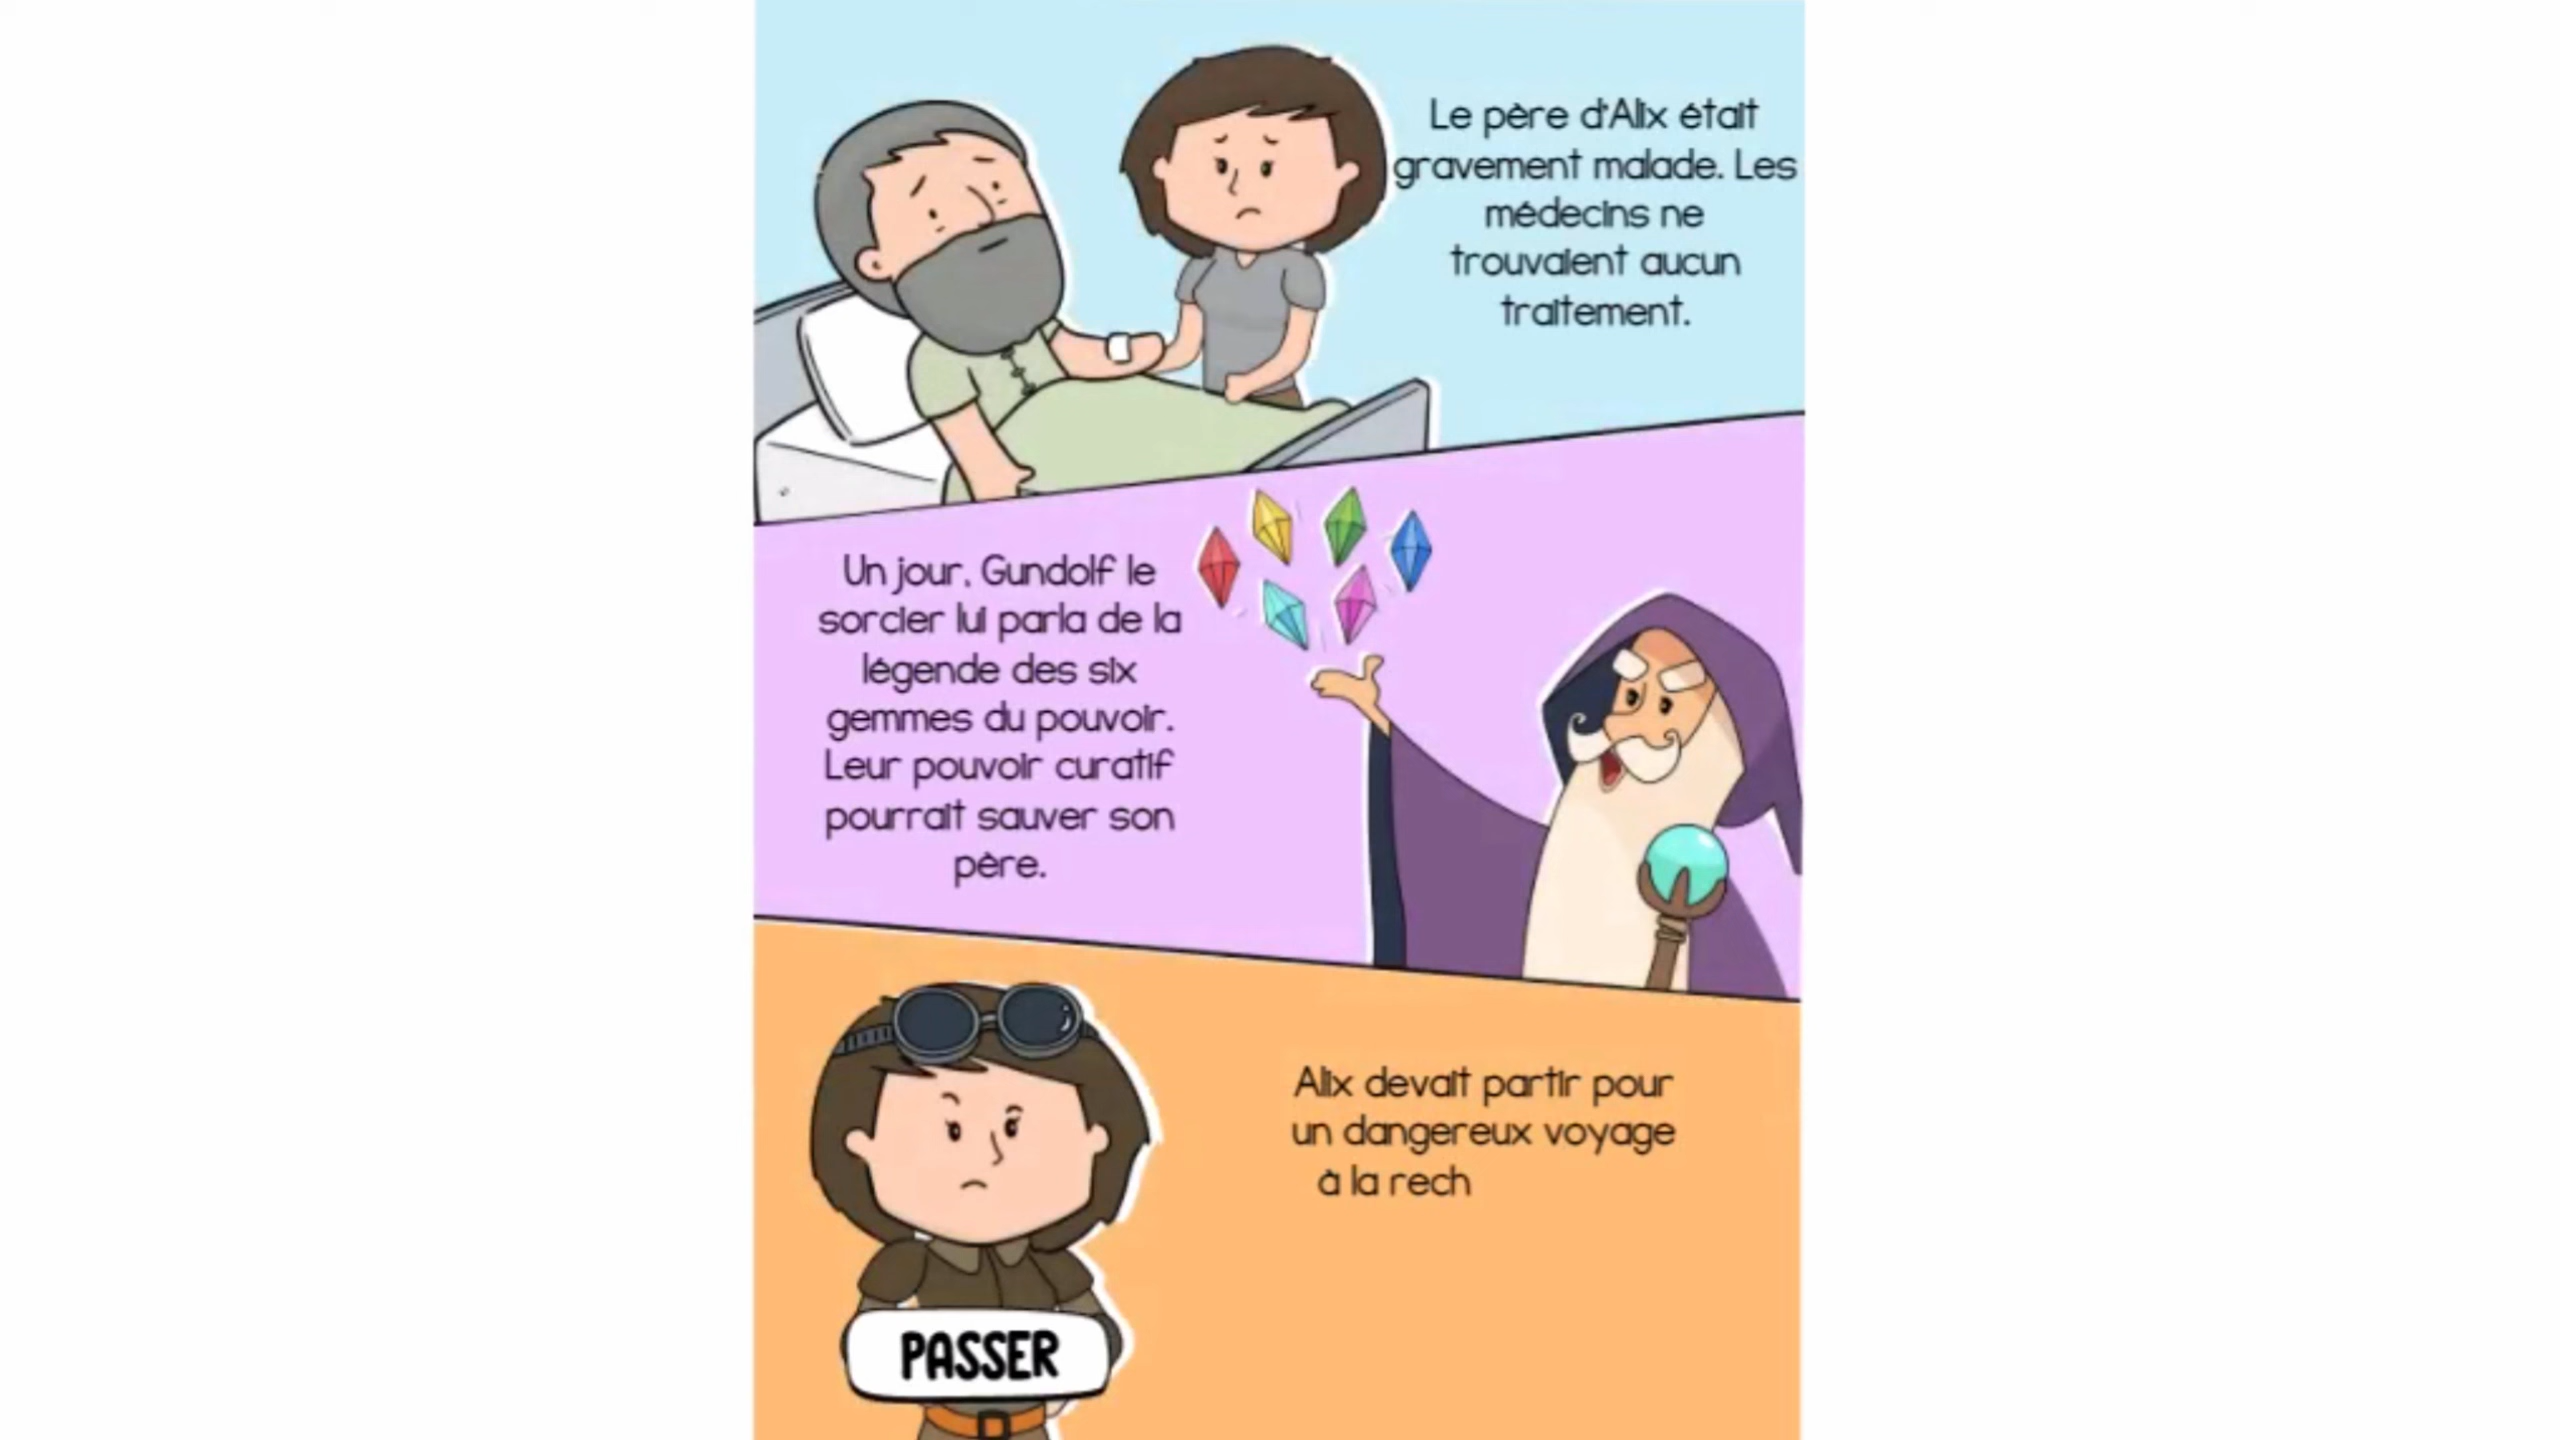 Le père d'Alix était
gravement malade. Les
médecins ne
trouvaient aucun
traitement.
Un jour, Gundolf le
sorcier lui parla de la
légende des six
gemmes du pouvoir.
Leur pouvoir curatif
pourrait sauver son
père.
Alix devait partir pour
un dangereux voyage
à la rech
PASSER